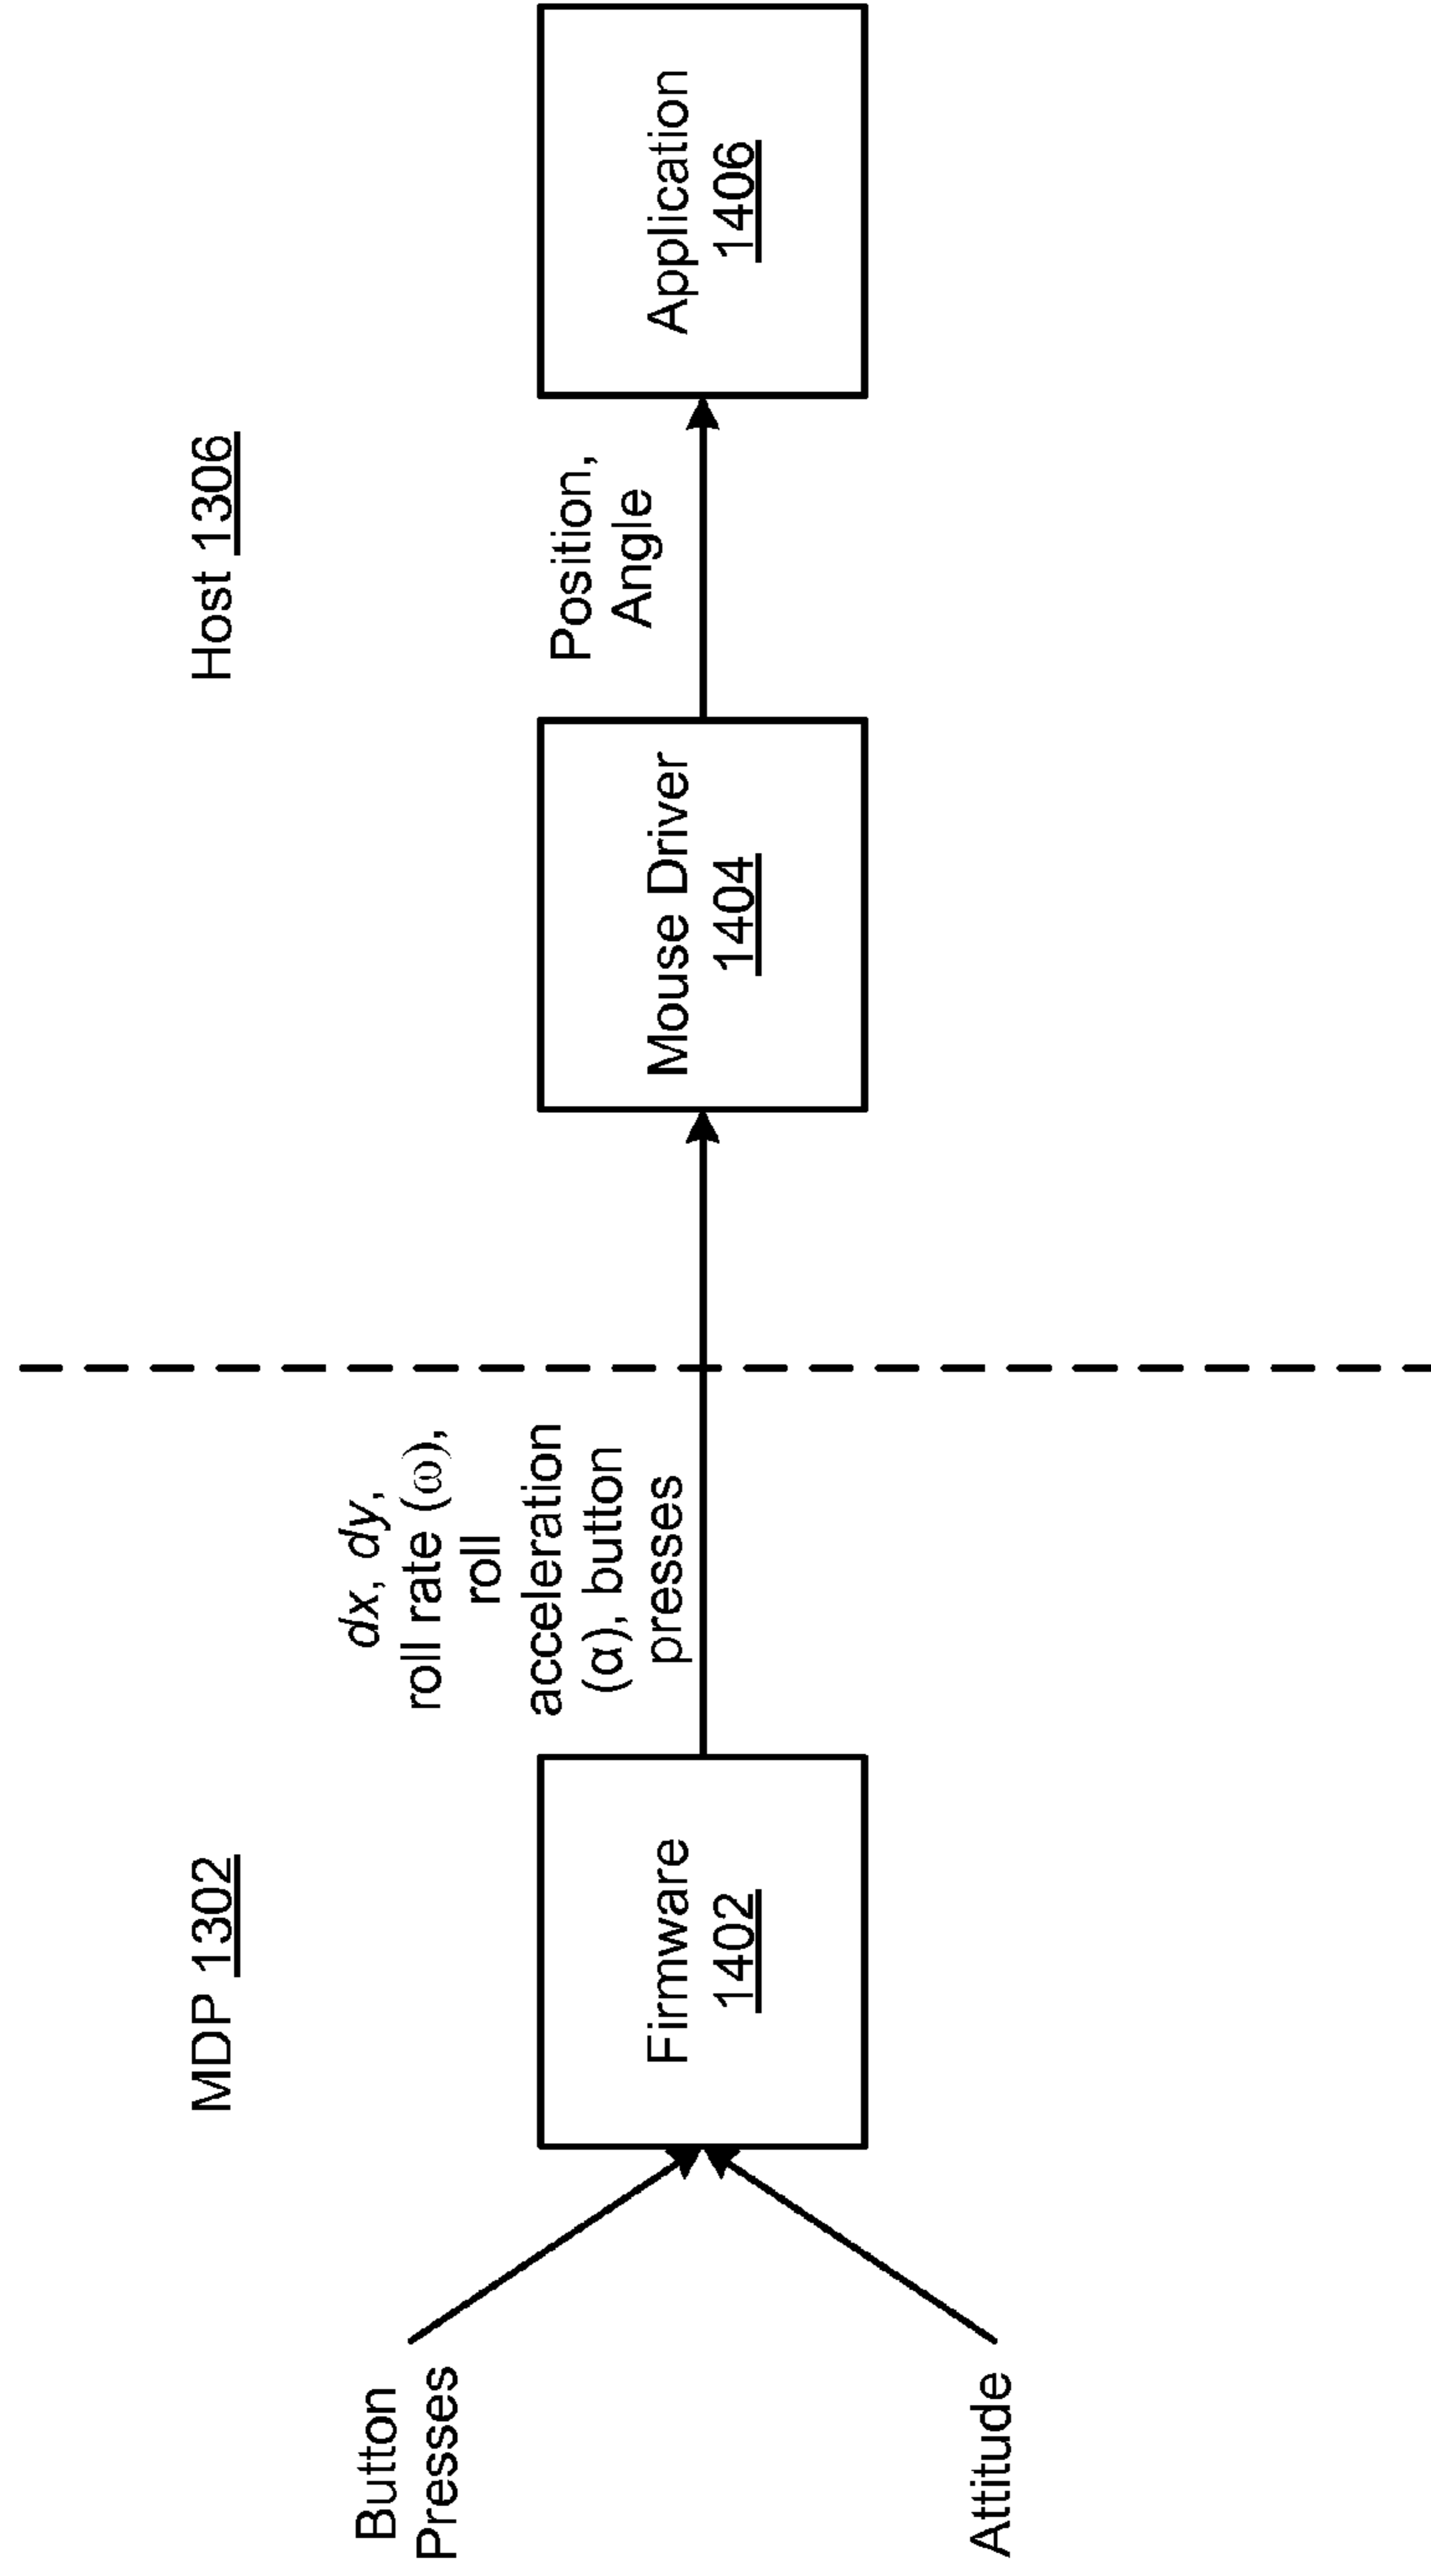 MDP 1302
Host 1306
Button
Presses
Attitude
Firmware
1402
dx, dy,
roll rate (ω),
roll
acceleration
(α), button
presses
Mouse Driver
1404
Position,
Angle
Application
1406